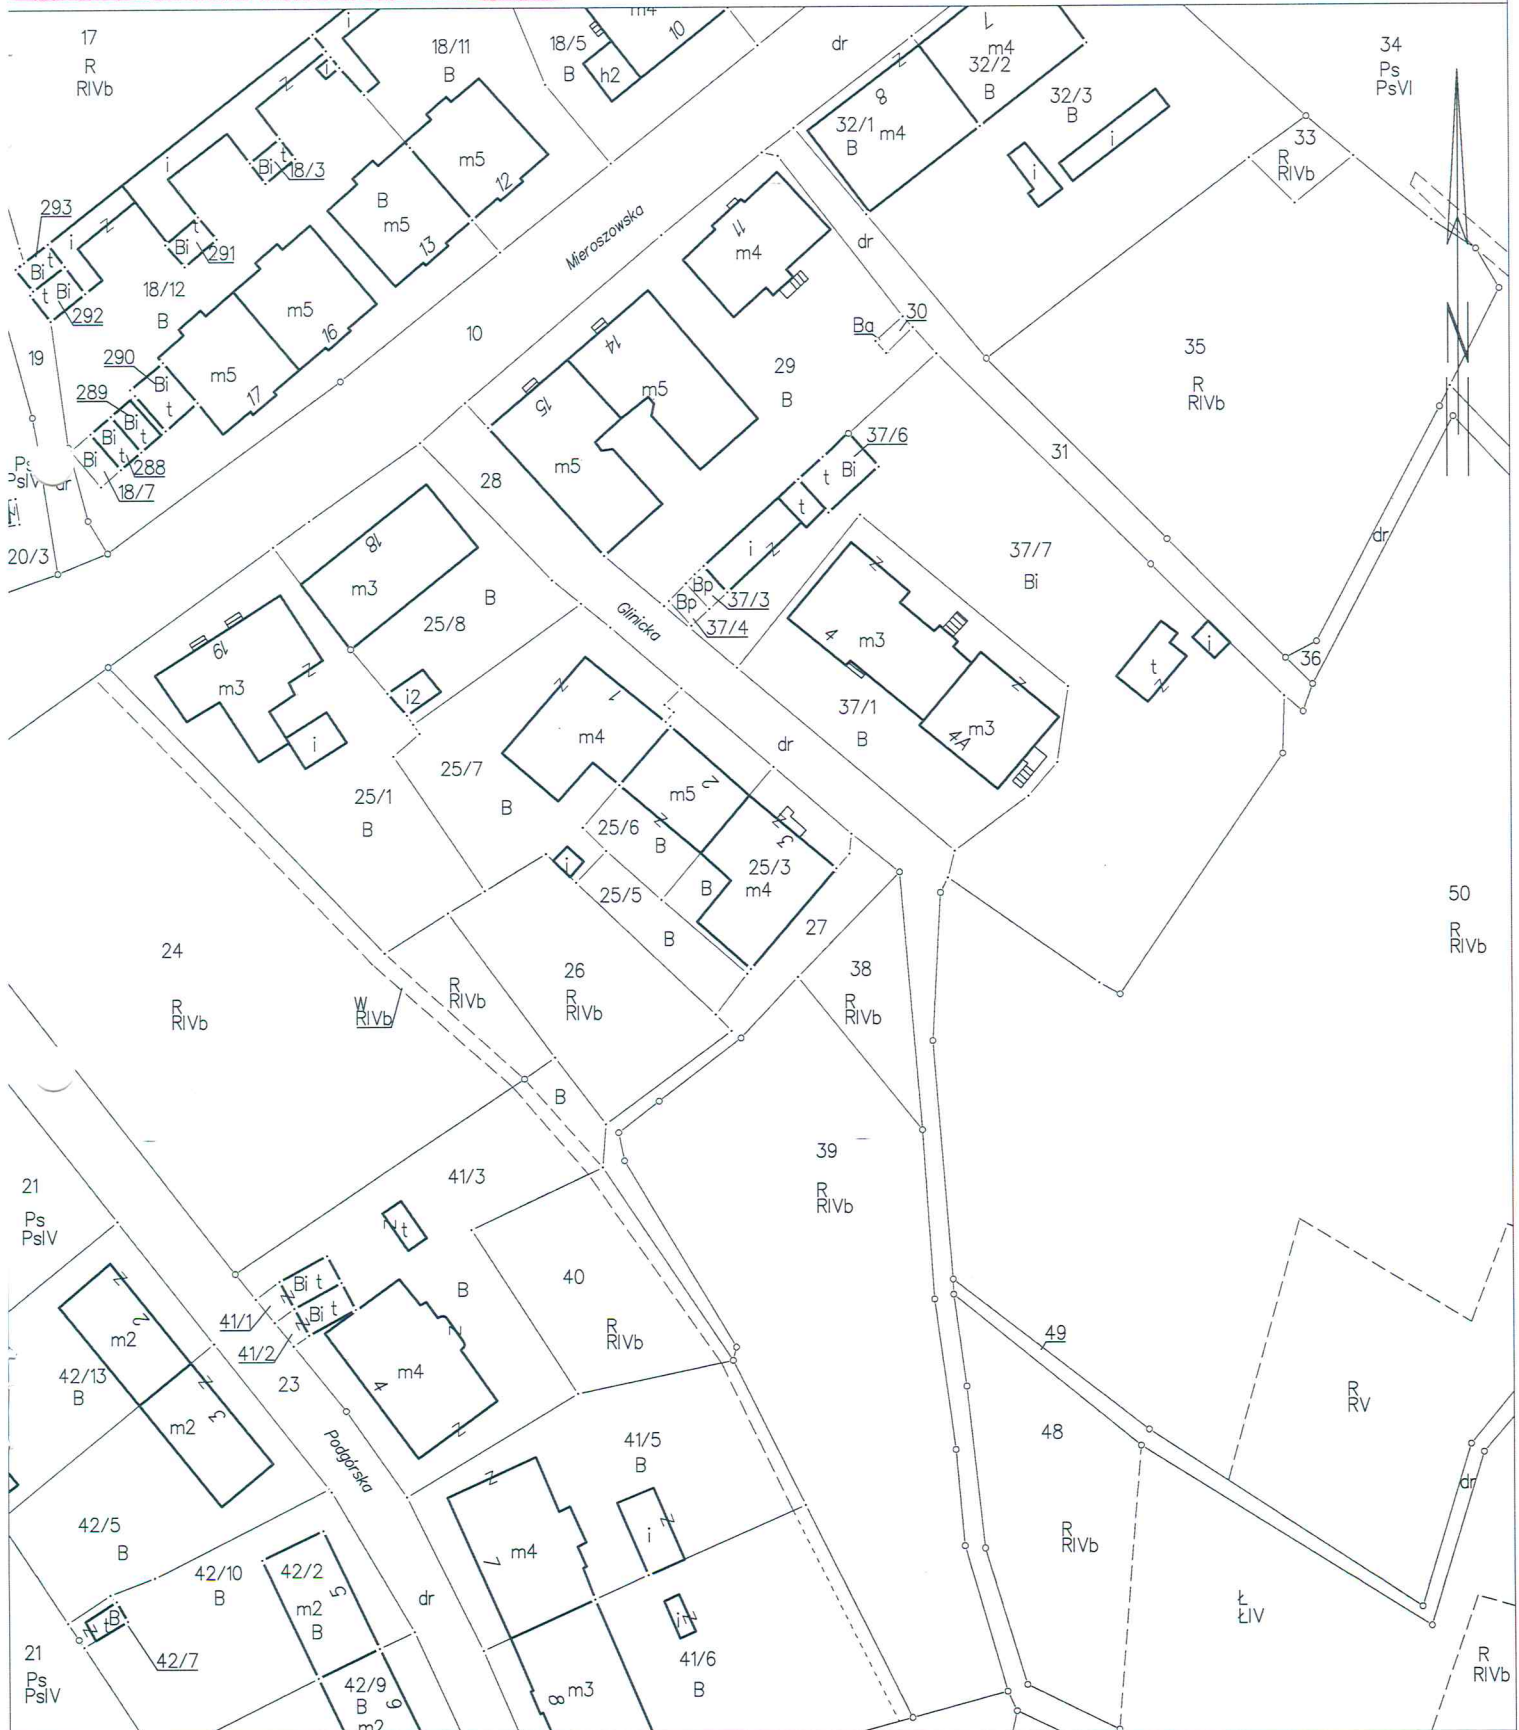 17
R
RIVb
i
18/11
B
18/5
B
h2
m4
10
dr
1
m4
32/2
B
34
Ps
PsVI
z
i
z
8
32/1
m4
B
32/3
B
i
i
33
R
RIVb
i
Bi
t
18/3
m5
12
B
m5
13
293
i
z
Bi
t
t
Bi
292
t
Bi
291
18/12
B
m5
16
Mieroszowska
11
m4
dr
19
290
Bi
t
289
Bi
t
m5
17
10
14
m5
15
m5
29
B
Ba
30
35
R
RIVb
Bi
Bi
288
18/7
PsIV
dr
20/3
28
37/6
t
Bi
t
i
z
31
dr
18
m3
B
25/8
Bp
Bp
37/3
37/4
Glinicka
37/7
Bi
z
4
m3
z
m3
4A
37/1
B
t
z
i
36
19
z
m3
i
i2
z
1
m4
dr
25/7
B
25/1
B
2
m5
z
25/6
B
z
3
25/3
m4
B
i
25/5
B
27
50
R
RIVb
24
R
RIVb
W
RIVb
R
RIVb
26
R
RIVb
38
R
RIVb
B
39
R
RIVb
21
Ps
PsIV
41/3
z
t
B
40
R
RIVb
z
2
m2
42/13
B
Bi t
z
Bi t
z
41/1
41/2
z
4
m4
z
23
49
z
3
m2
R
RV
Podgórska
41/5
B
48
R
RIVb
dr
42/5
B
z
7
m4
z
i
42/10
B
42/2
5
m2
B
dr
Ł
ŁIV
z
t
B
42/7
z
i
21
Ps
PsIV
42/9
B
6
m2
8
m3
41/6
B
R
RIVb